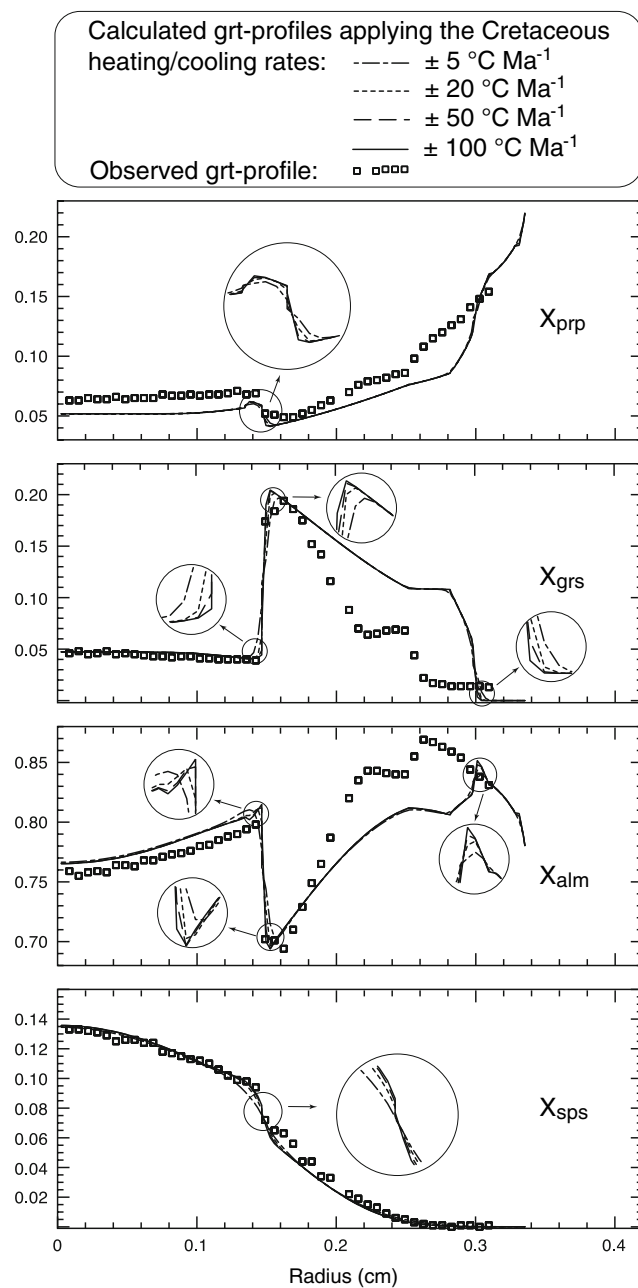 Calculated grt-profiles applying the Cretaceous
heating/cooling rates:
± 5 °C Ma-1
± 20 °C Ma-1
± 50 °C Ma-1
± 100 °C Ma-1
Observed grt-profile:
0.20
0.15
0.10
0.05
Xprp
0.20
0.15
0.10
0.05
Xgrs
0.85
0.80
0.75
0.70
Xalm
0.14
0.12
0.10
0.08
0.06
0.04
0.02
Xsps
0 0.1 0.2 0.3 0.4
Radius (cm)